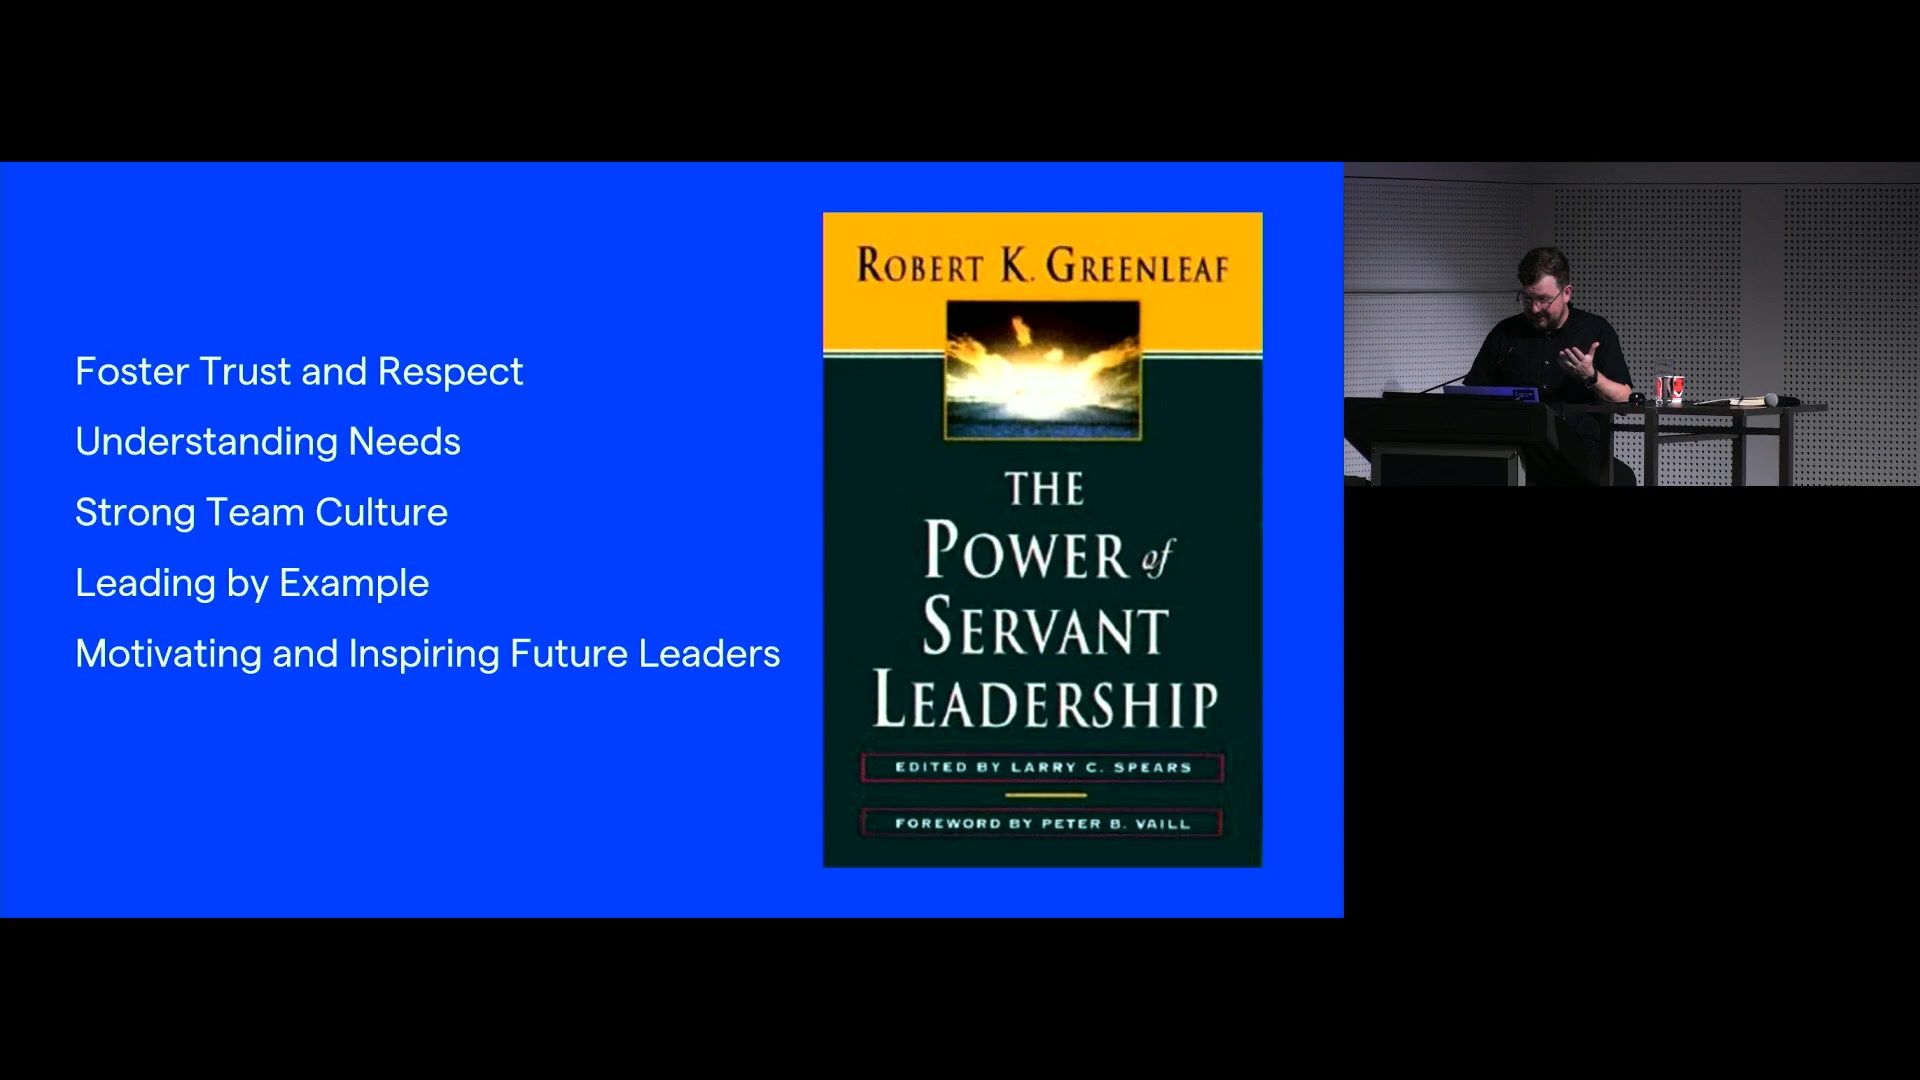 Foster Trust and Respect
Understanding Needs
Strong Team Culture
Leading by Example
Motivating and Inspiring Future Leaders
ROBERT K. GREENLEAF
THE
POWER of
SERVANT
LEADERSHIP
EDITED BY LARRY C. SPEARS
FOREWORD BY PETER B. VAILL